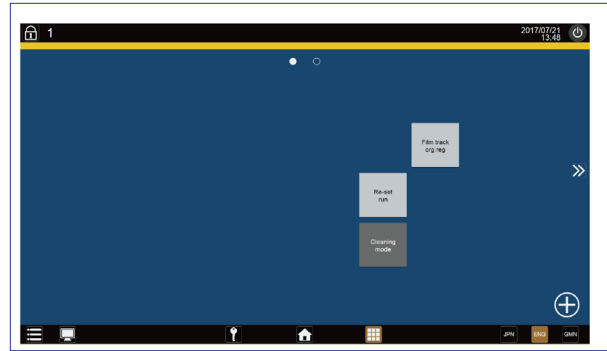 1
2017/07/21
13:48
Film track
org reg
Re-set
run
Cleaning
mode
JPN
ENG
GMN